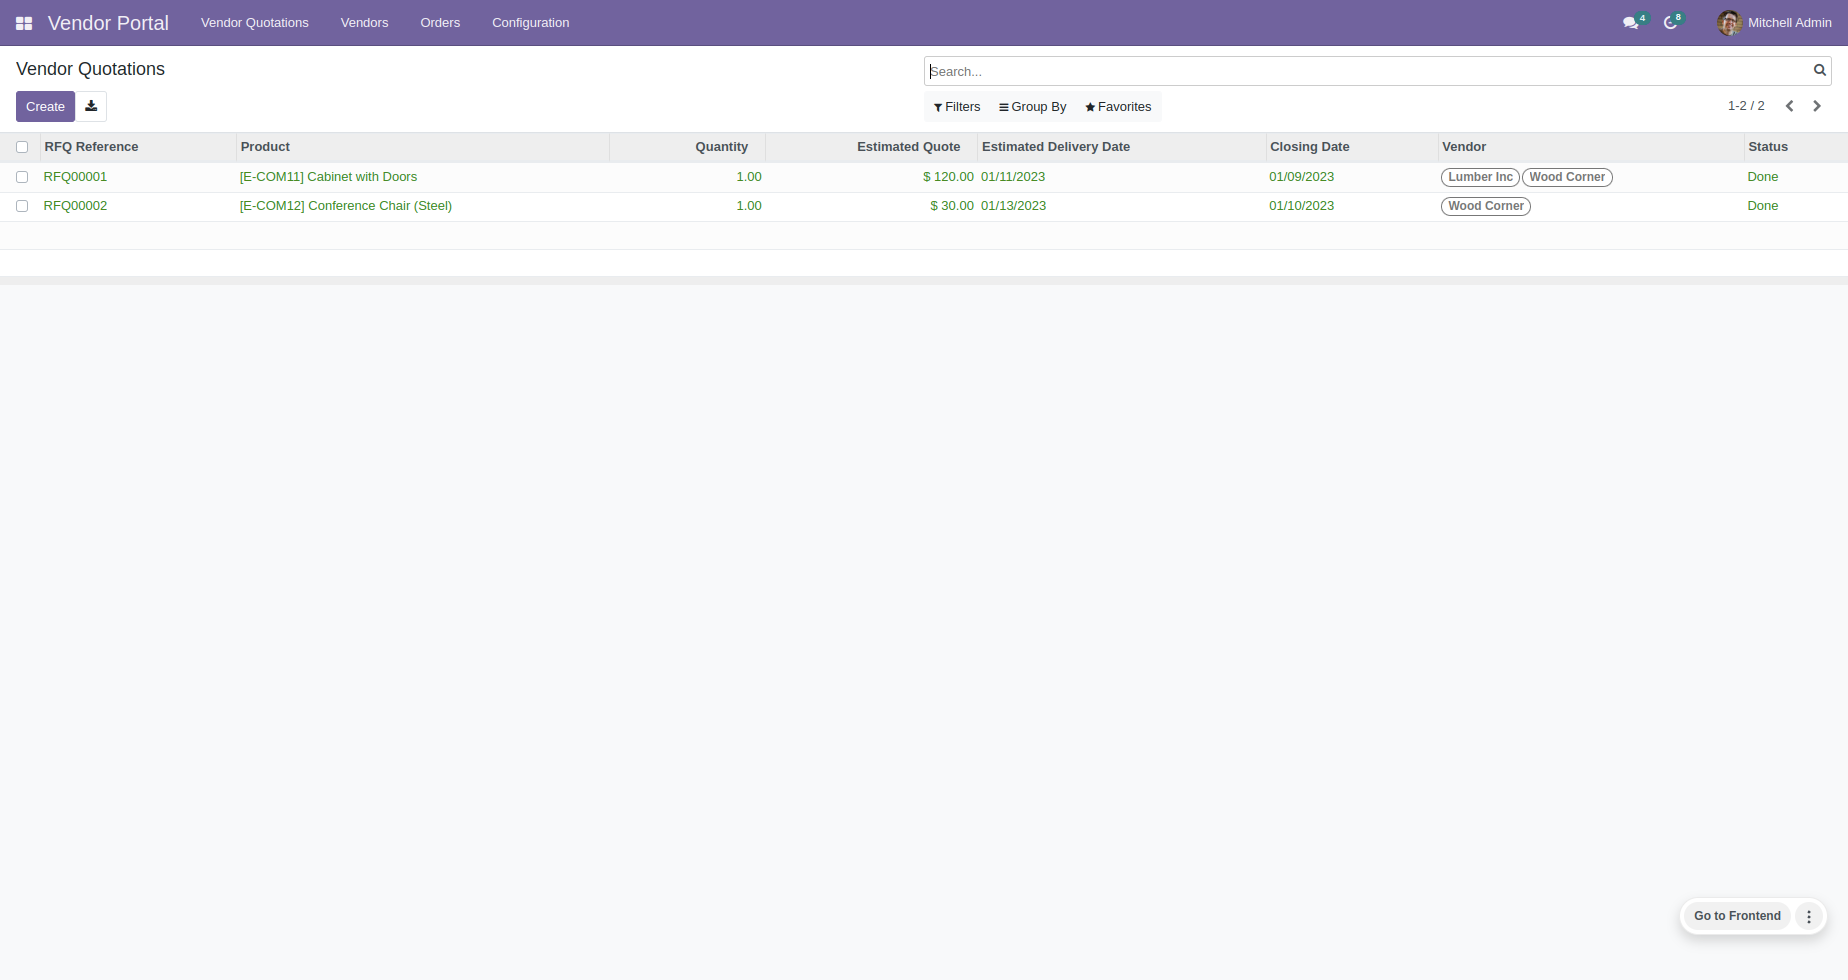 Vendor Portal Vendor Quotations Vendors Orders Configuration 4 8 Mitchell Admin
Vendor Quotations Search...
Create Filters Group By Favorites 1-2 / 2
RFQ Reference Product Quantity Estimated Quote Estimated Delivery Date Closing Date Vendor Status
RFQ00001 [E-COM11] Cabinet with Doors 1.00 $ 120.00 01/11/2023 01/09/2023 Lumber Inc Wood Corner Done
RFQ00002 [E-COM12] Conference Chair (Steel) 1.00 $ 30.00 01/13/2023 01/10/2023 Wood Corner Done
Go to Frontend